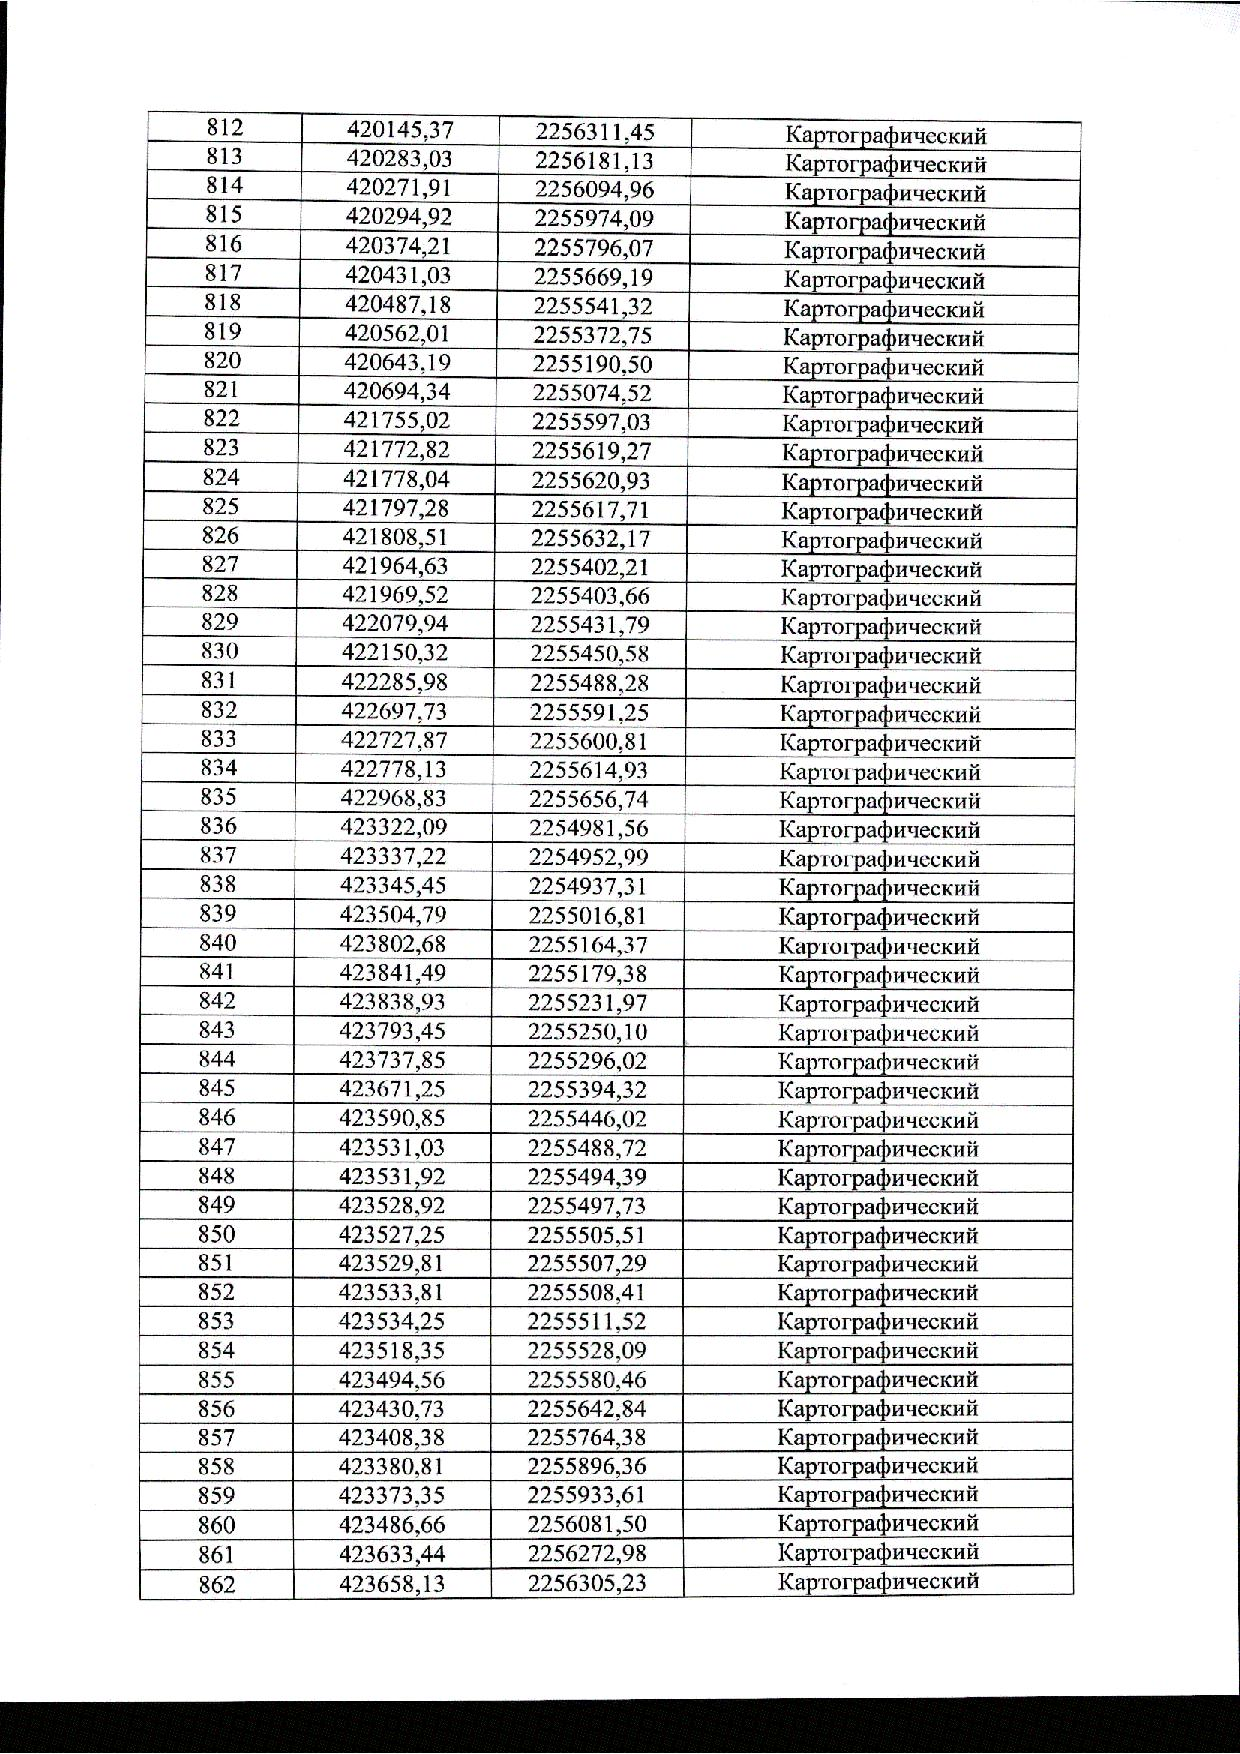 812 420145,37 2256311,45 Картографический
813 420283,03 2256181,13 Картографический
814 420271,91 2256094,96 Картографический
815 420294,92 2255974,09 Картографический
816 420374,21 2255796,07 Картографический
817 420431,03 2255669,19 Картографический
818 420487,18 2255541,32 Картографический
819 420562,01 2255372,75 Картографический
820 420643,19 2255190,50 Картографический
821 420694,34 2255074,52 Картографический
822 421755,02 2255597,03 Картографический
823 421772,82 2255619,27 Картографический
824 421778,04 2255620,93 Картографический
825 421797,28 2255617,71 Картографический
826 421808,51 2255632,17 Картографический
827 421964,63 2255402,21 Картографический
828 421969,52 2255403,66 Картографический
829 422079,94 2255431,79 Картографический
830 422150,32 2255450,58 Картографический
831 422285,98 2255488,28 Картографический
832 422697,73 2255591,25 Картографический
833 422727,87 2255600,81 Картографический
834 422778,13 2255614,93 Картографический
835 422968,83 2255656,74 Картографический
836 423322,09 2254981,56 Картографический
837 423337,22 2254952,99 Картографический
838 423345,45 2254937,31 Картографический
839 423504,79 2255016,81 Картографический
840 423802,68 2255164,37 Картографический
841 423841,49 2255179,38 Картографический
842 423838,93 2255231,97 Картографический
843 423793,45 2255250,10 Картографический
844 423737,85 2255296,02 Картографический
845 423671,25 2255394,32 Картографический
846 423590,85 2255446,02 Картографический
847 423531,03 2255488,72 Картографический
848 423531,92 2255494,39 Картографический
849 423528,92 2255497,73 Картографический
850 423527,25 2255505,51 Картографический
851 423529,81 2255507,29 Картографический
852 423533,81 2255508,41 Картографический
853 423534,25 2255511,52 Картографический
854 423518,35 2255528,09 Картографический
855 423494,56 2255580,46 Картографический
856 423430,73 2255642,84 Картографический
857 423408,38 2255764,38 Картографический
858 423380,81 2255896,36 Картографический
859 423373,35 2255933,61 Картографический
860 423486,66 2256081,50 Картографический
861 423633,44 2256272,98 Картографический
862 423658,13 2256305,23 Картографический